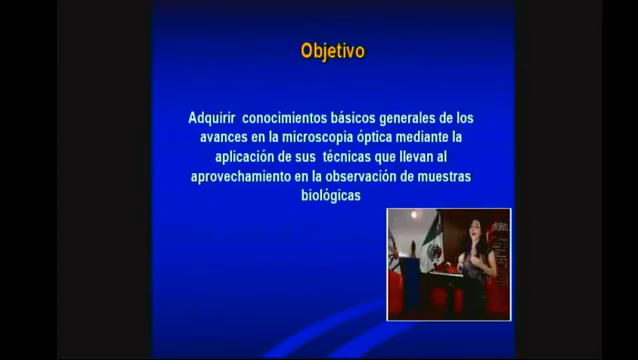 Objetivo
Adquirir conocimientos básicos generales de los
avances en la microscopia óptica mediante la
aplicación de sus técnicas que llevan al
aprovechamiento en la observación de muestras
biológicas